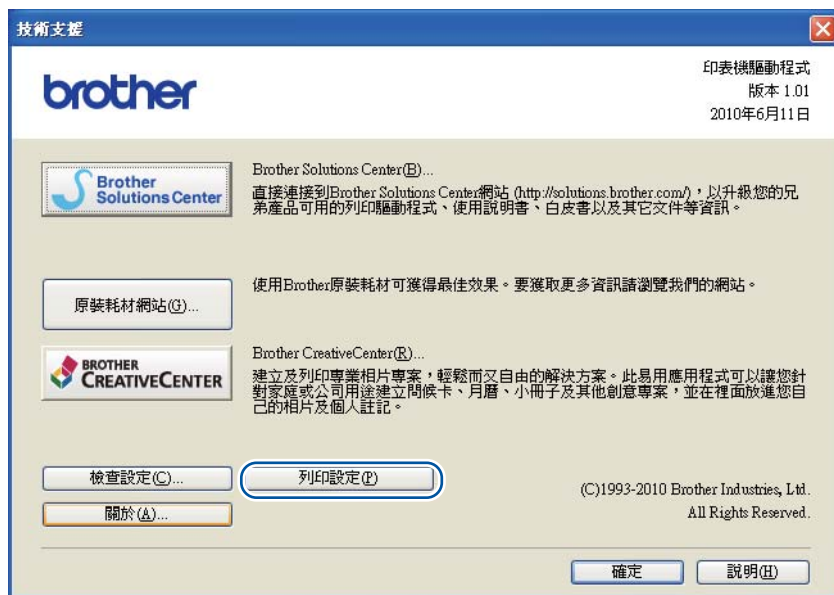 技術支援
brother
印表機驅動程式
版本 1.01
2010年6月11日
Brother
Solutions Center
Brother Solutions Center(B)...
直接連接到Brother Solutions Center網站 (http://solutions.brother.com/)，以升級您的兄
弟產品可用的列印驅動程式、使用說明書、白皮書以及其它文件等資訊。
原裝耗材網站(G)...
使用Brother原裝耗材可獲得最佳效果。要獲取更多資訊請瀏覽我們的網站。
BROTHER
CREATIVECENTER
Brother CreativeCenter(R)...
建立及列印專業相片專案，輕鬆而又自由的解決方案。此易用應用程式可以讓您針
對家庭或公司用途建立問候卡、月曆、小冊子及其他創意專案，並在裡面放進您自
己的相片及個人註記。
檢查設定(C)...
列印設定(P)
關於(A)...
(C)1993-2010 Brother Industries, Ltd.
All Rights Reserved.
確定
說明(H)